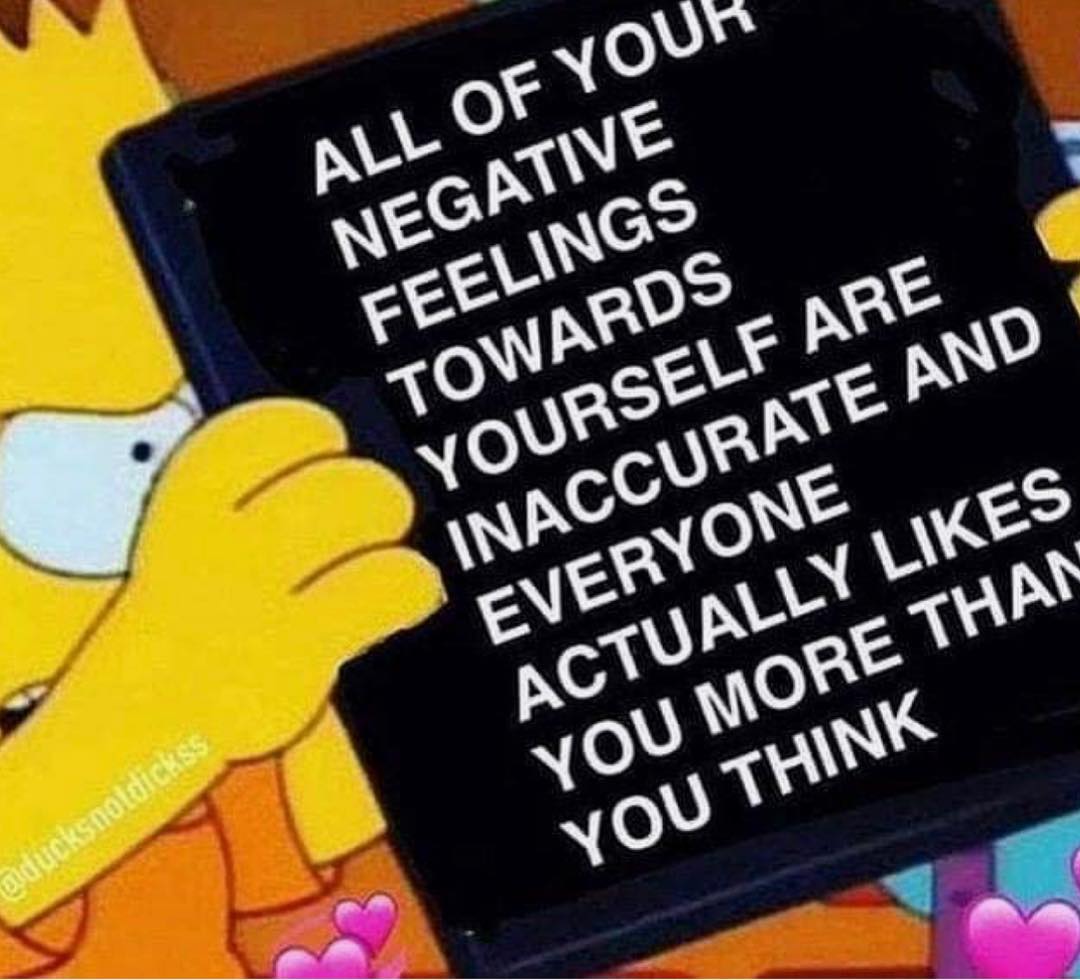 ALL OF YOUR
NEGATIVE
FEELINGS
TOWARDS
YOURSELF ARE
INACCURATE AND
EVERYONE
ACTUALLY LIKES
YOU MORE THAN
YOU THINK
@ducksnotdickss